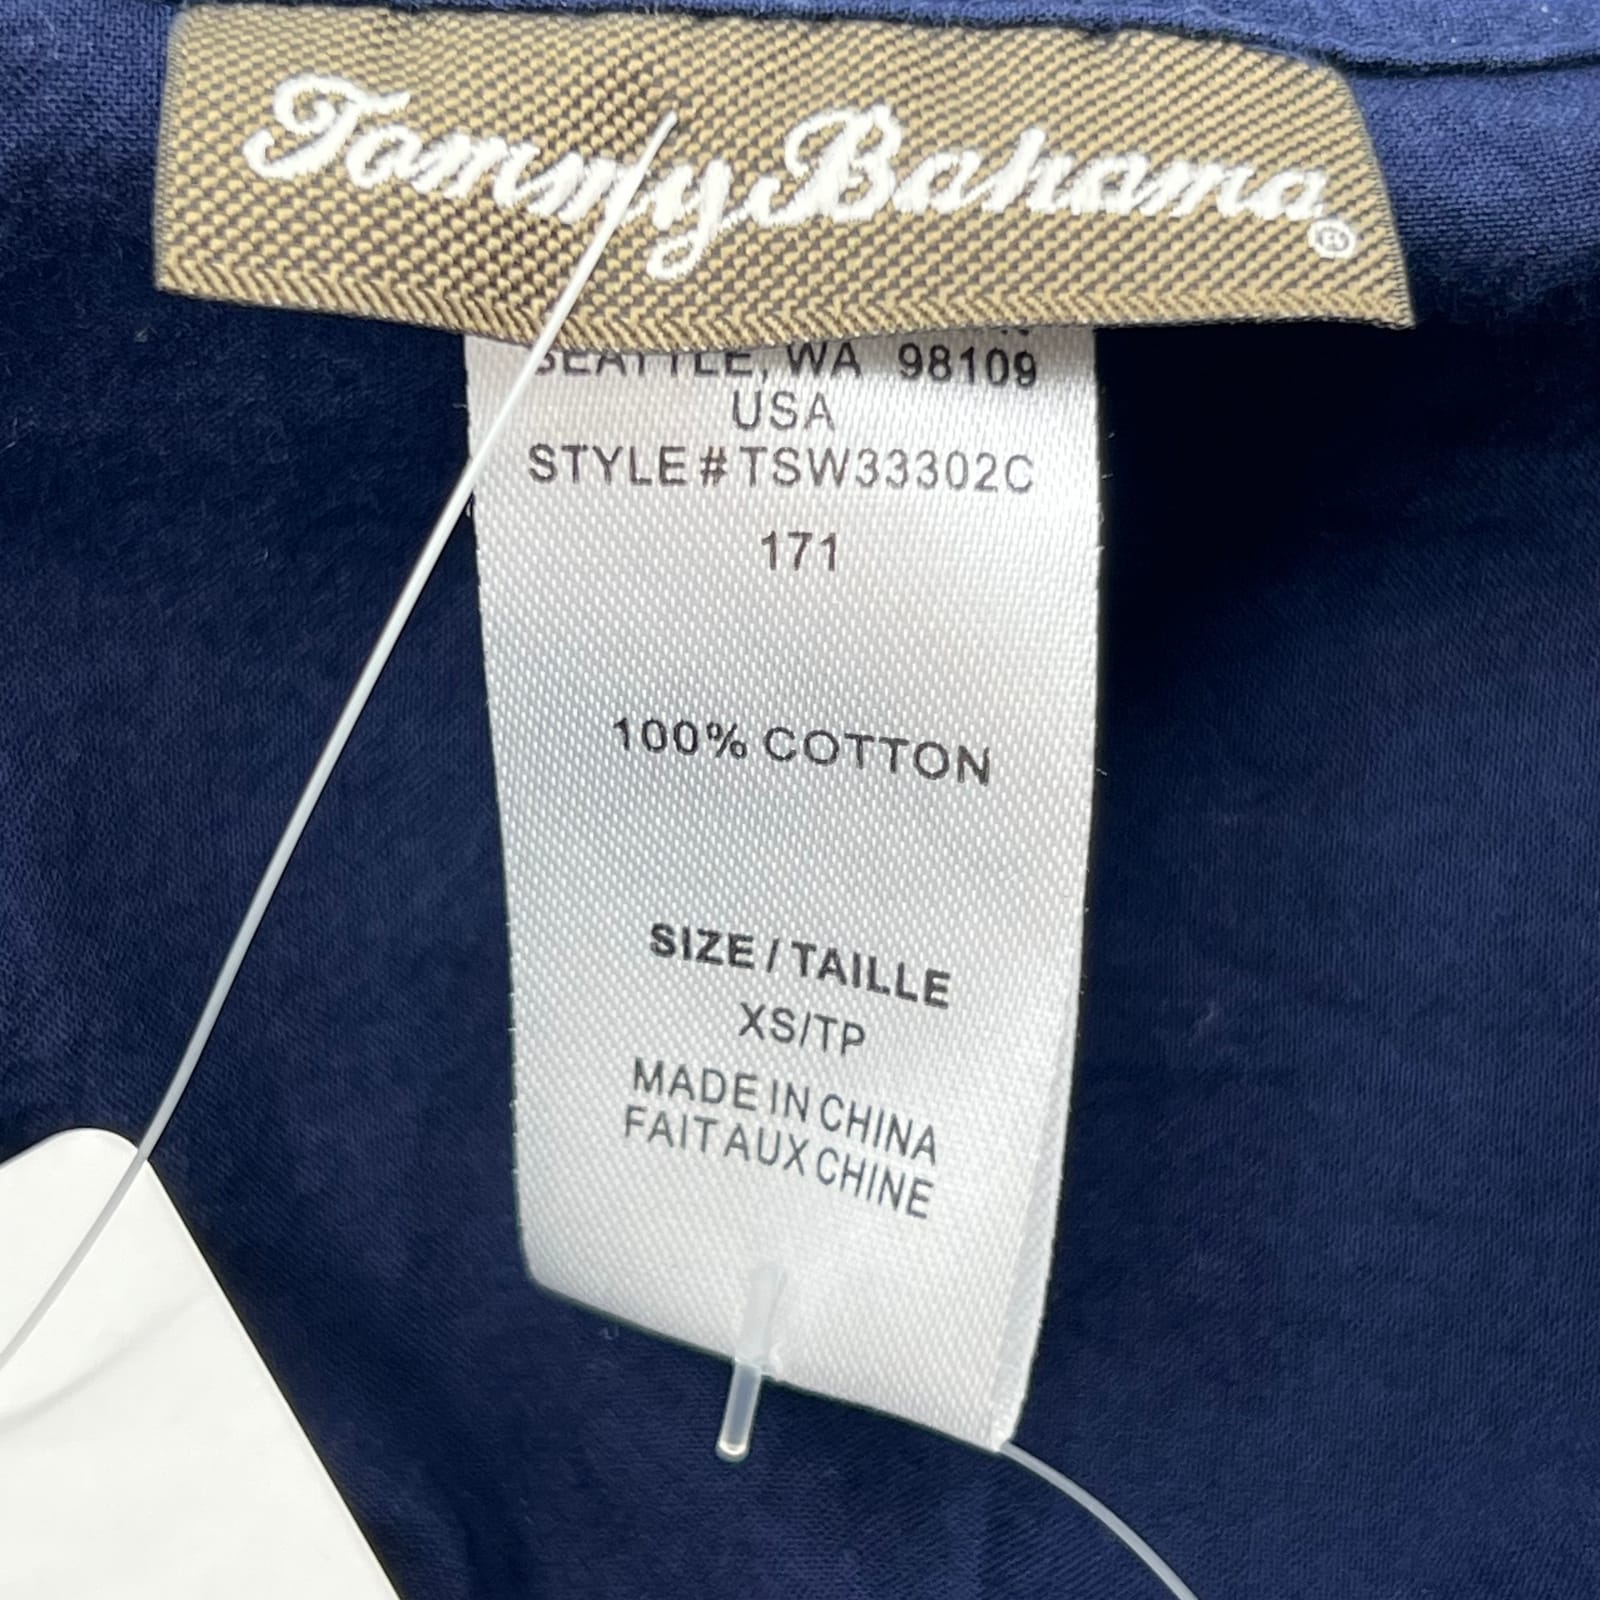 Tommy Bahama®
SEATTLE, WA 98109
USA
STYLE # TSW33302C
171
100% COTTON
SIZE / TAILLE
XS/TP
MADE IN CHINA
FAIT AUX CHINE